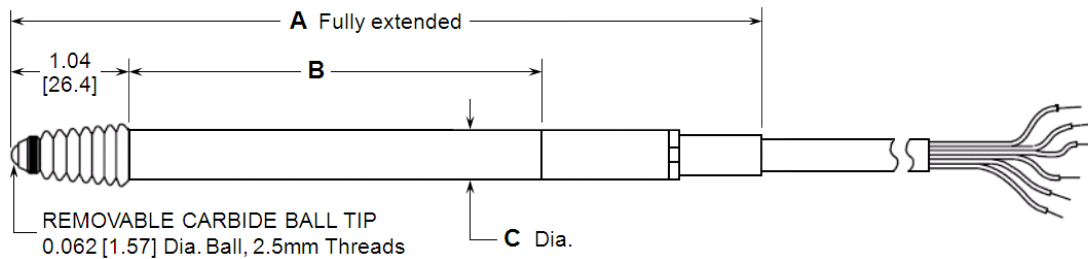 A Fully extended
1.04
[26.4]
B
REMOVABLE CARBIDE BALL TIP
0.062 [1.57] Dia. Ball, 2.5mm Threads
C Dia.